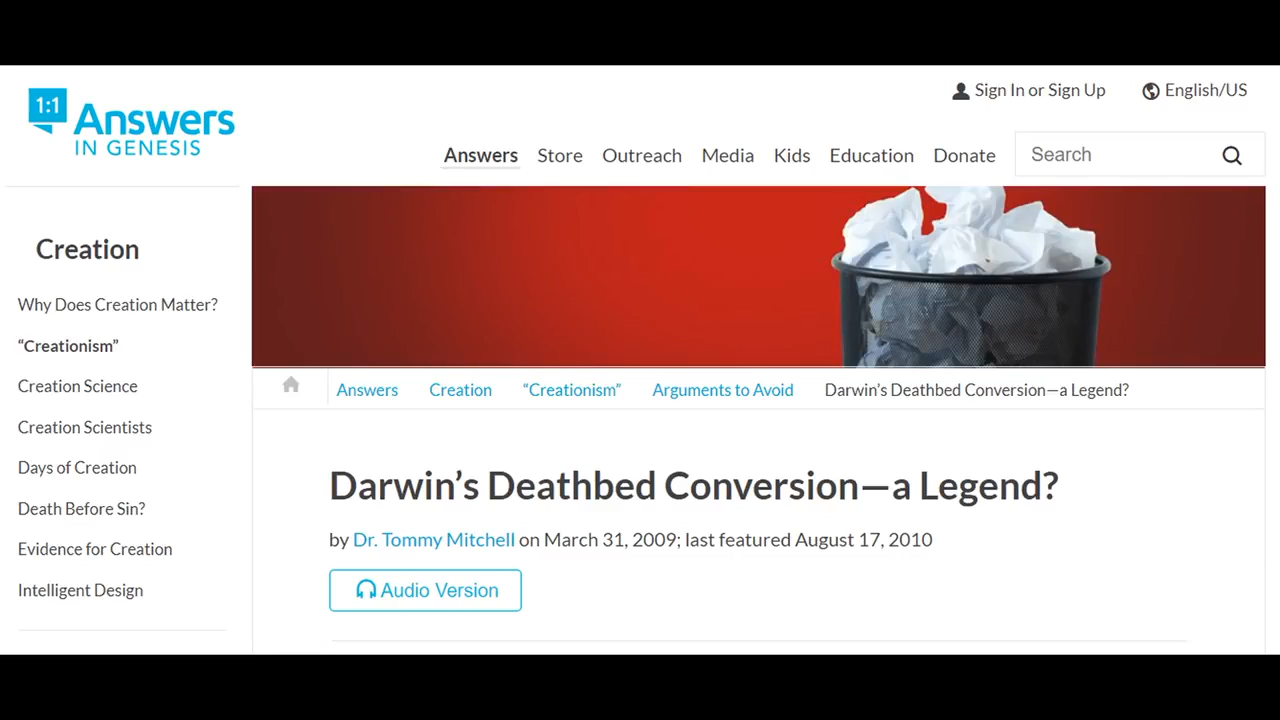 Sign In or Sign Up English/US
1:1
Answers
IN GENESIS
Answers Store Outreach Media Kids Education Donate Search
Creation
Why Does Creation Matter?
“Creationism”
Creation Science
Creation Scientists
Days of Creation
Death Before Sin?
Evidence for Creation
Intelligent Design
Answers Creation “Creationism” Arguments to Avoid Darwin’s Deathbed Conversion—a Legend?
Darwin’s Deathbed Conversion—a Legend?
by Dr. Tommy Mitchell on March 31, 2009; last featured August 17, 2010
Audio Version